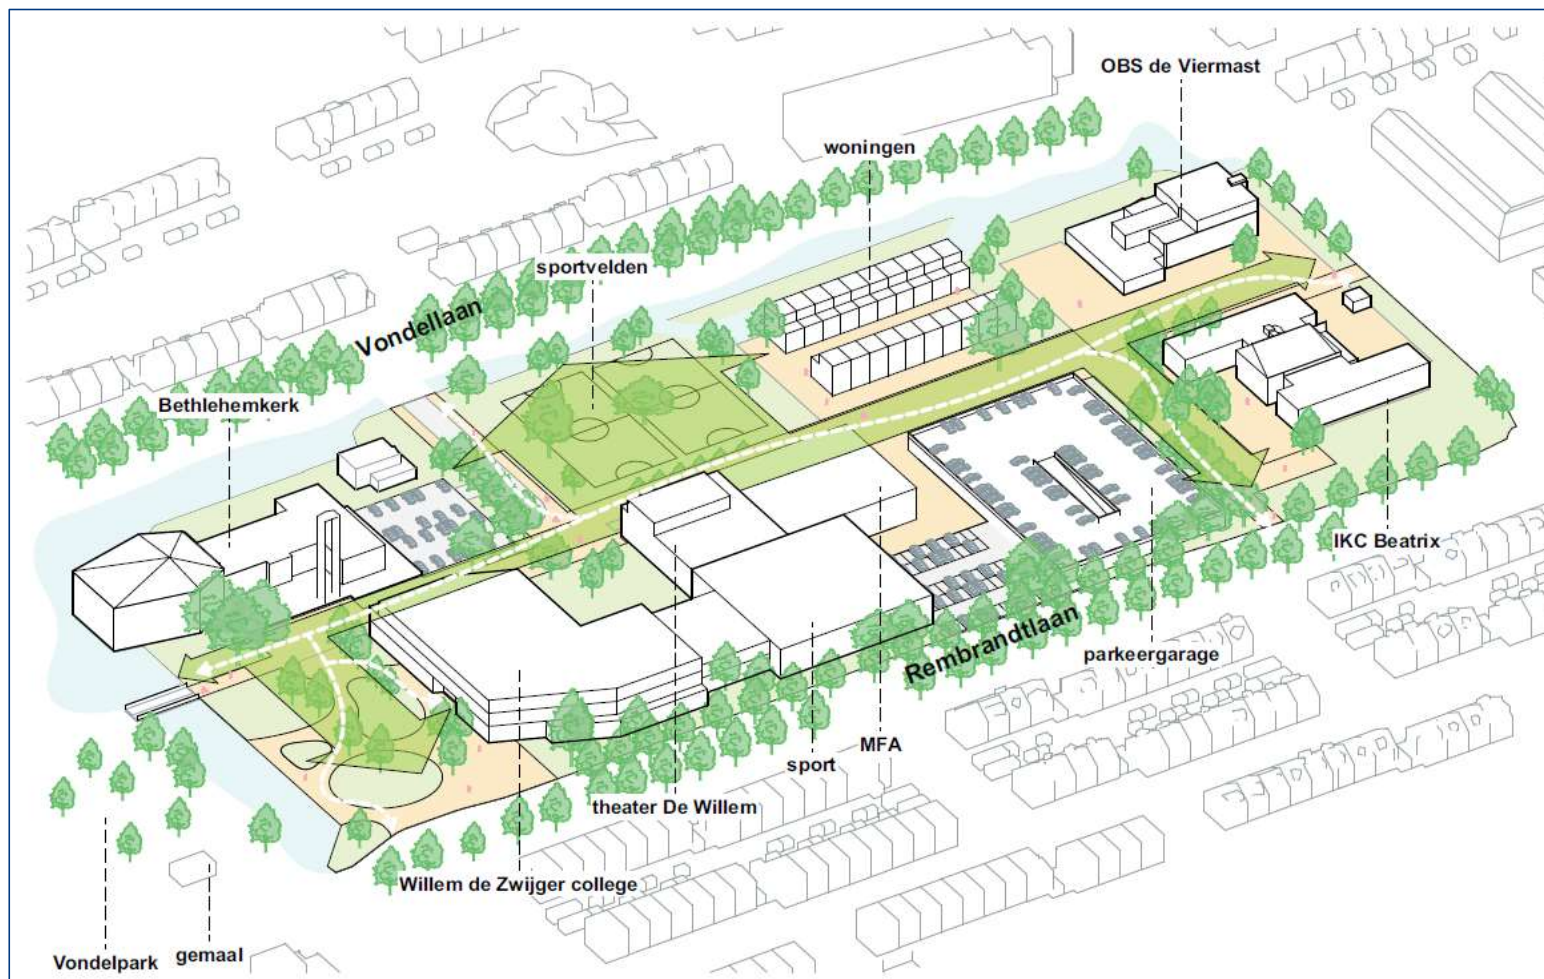 OBS de Viermast
woningen
sportvelden
Vondellaan
Bethlehemkerk
IKC Beatrix
Rembrandtlaan
parkeergarage
MFA
sport
theater De Willem
Willem de Zwijger college
gemaal
Vondelpark